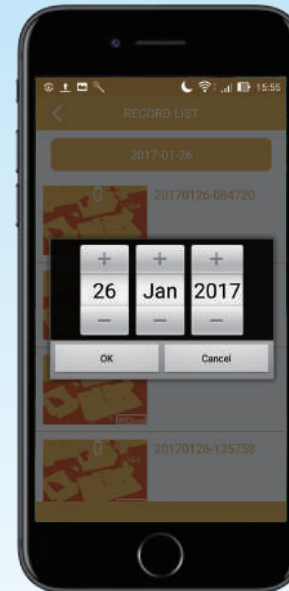 15:55
RECORD LIST
2017-01-26
20170126-084720
+ + +
26 Jan 2017
- - -
OK Cancel
20170126-135758